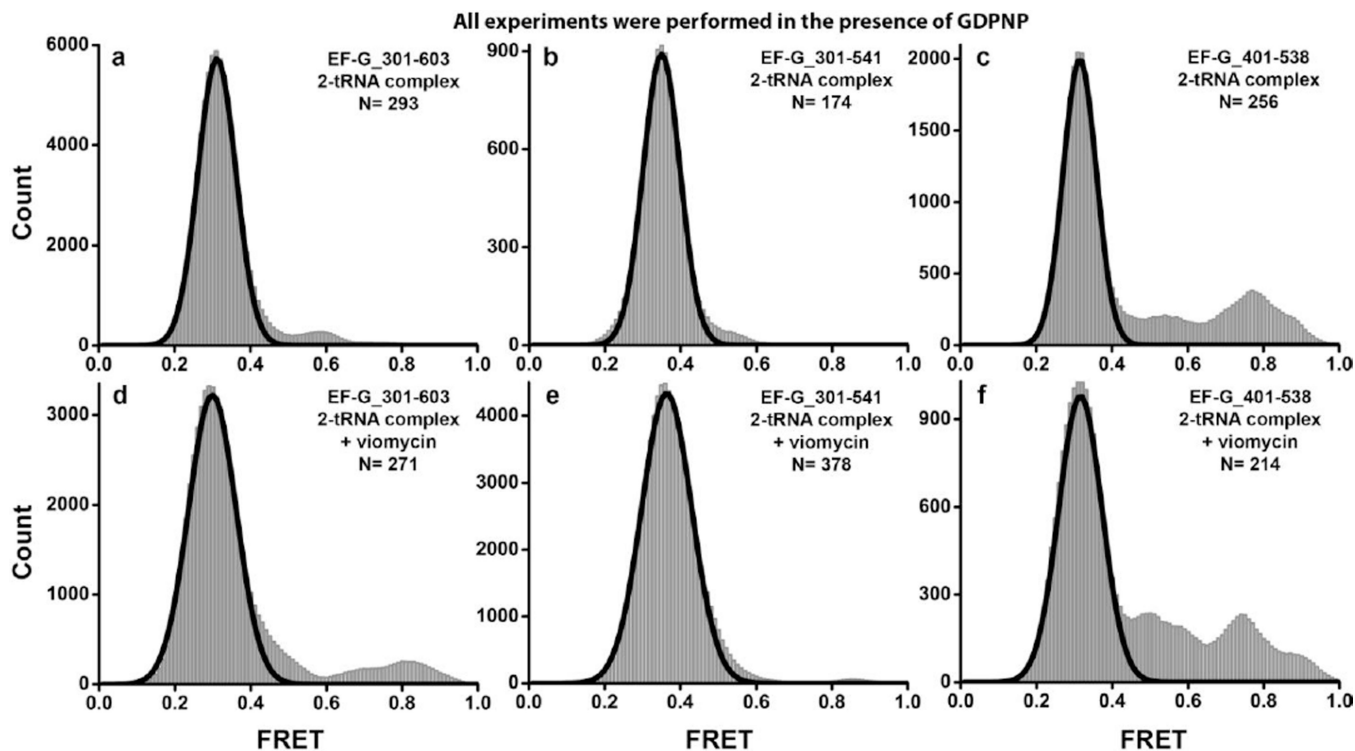 All experiments were performed in the presence of GDPNP
a
EF-G_301-603
2-tRNA complex
N= 293
6000
4000
2000
0
0.0 0.2 0.4 0.6 0.8 1.0
Count
b
EF-G_301-541
2-tRNA complex
N= 174
900
600
300
0
0.0 0.2 0.4 0.6 0.8 1.0
c
EF-G_401-538
2-tRNA complex
N= 256
2000
1500
1000
500
0
0.0 0.2 0.4 0.6 0.8 1.0
d
EF-G_301-603
2-tRNA complex
+ viomycin
N= 271
3000
2000
1000
0
0.0 0.2 0.4 0.6 0.8 1.0
Count
FRET
e
EF-G_301-541
2-tRNA complex
+ viomycin
N= 378
4000
3000
2000
1000
0
0.0 0.2 0.4 0.6 0.8 1.0
FRET
f
EF-G_401-538
2-tRNA complex
+ viomycin
N= 214
900
600
300
0
0.0 0.2 0.4 0.6 0.8 1.0
FRET